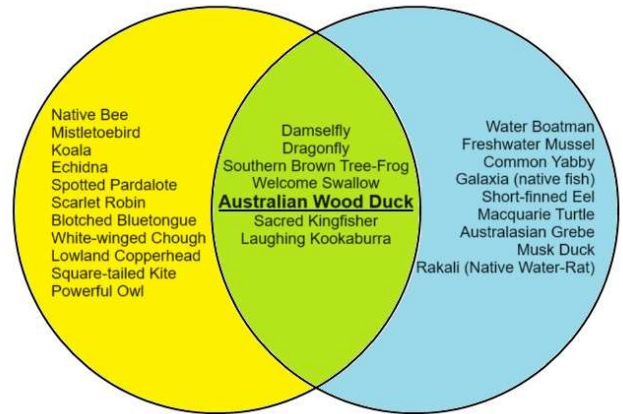 Native Bee
Mistletoebird
Koala
Echidna
Spotted Pardalote
Scarlet Robin
Blotched Bluetongue
White-winged Chough
Lowland Copperhead
Square-tailed Kite
Powerful Owl
Damselfly
Dragonfly
Southern Brown Tree-Frog
Welcome Swallow
Australian Wood Duck
Sacred Kingfisher
Laughing Kookaburra
Water Boatman
Freshwater Mussel
Common Yabby
Galaxia (native fish)
Short-finned Eel
Macquarie Turtle
Australasian Grebe
Musk Duck
Rakali (Native Water-Rat)